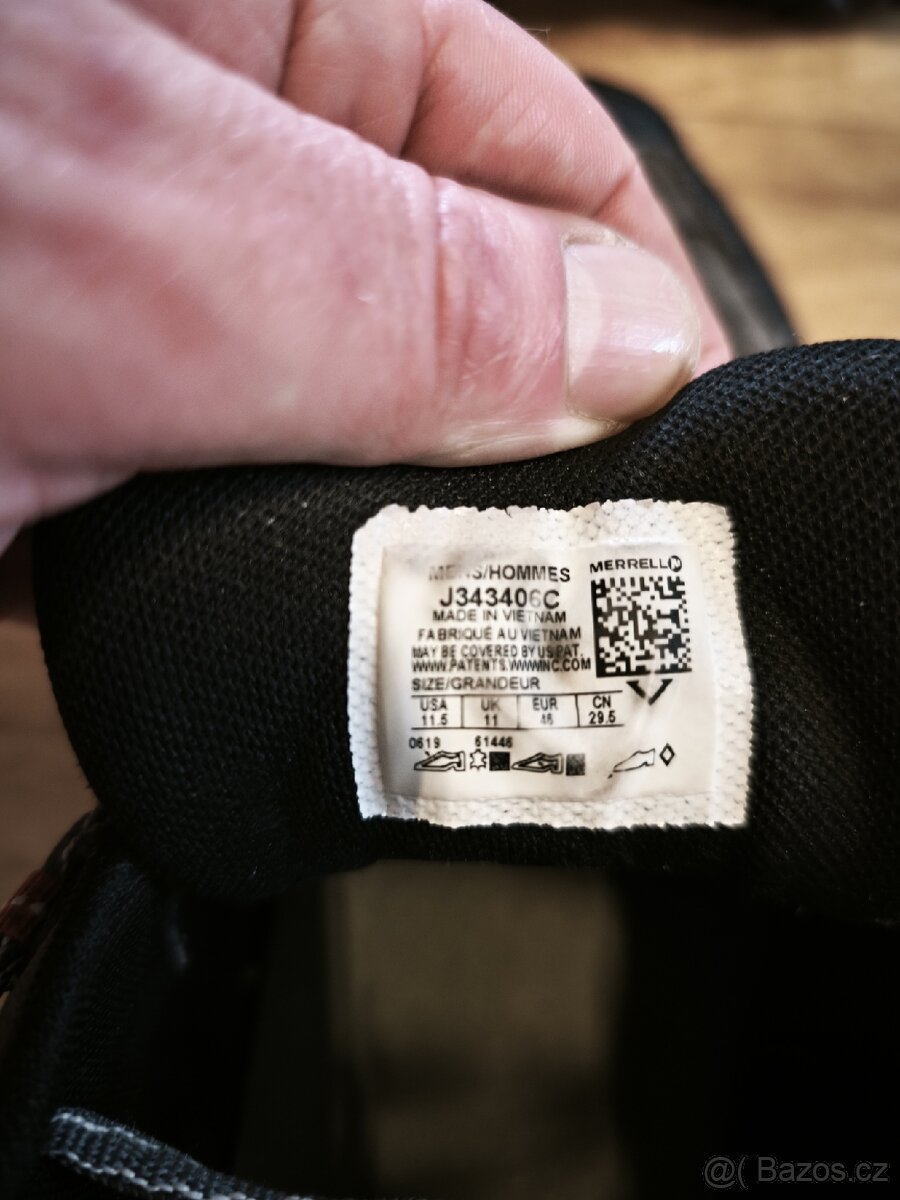 MENS/HOMMES
MERRELL
J343406C
MADE IN VIETNAM
FABRIQUÉ AU VIETNAM
MAY BE COVERED BY US PAT.
WWW.PATENTS.WWWINC.COM
SIZE/GRANDEUR
USA UK EUR CN
11.5 11 46 29.5
0619 61446
@( Bazos.cz